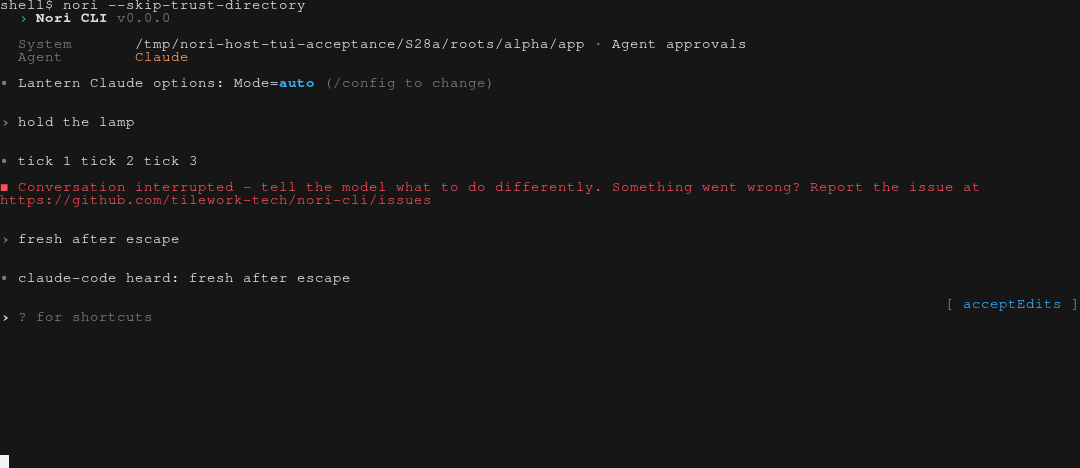 shell$ nori --skip-trust-directory
› Nori CLI v0.0.0
System /tmp/nori-host-tui-acceptance/S28a/roots/alpha/app · Agent approvals
Agent Claude
• Lantern Claude options: Mode=auto (/config to change)
› hold the lamp
• tick 1 tick 2 tick 3
■ Conversation interrupted - tell the model what to do differently. Something went wrong? Report the issue at
https://github.com/tilework-tech/nori-cli/issues
› fresh after escape
• claude-code heard: fresh after escape
[ acceptEdits ]
› ? for shortcuts